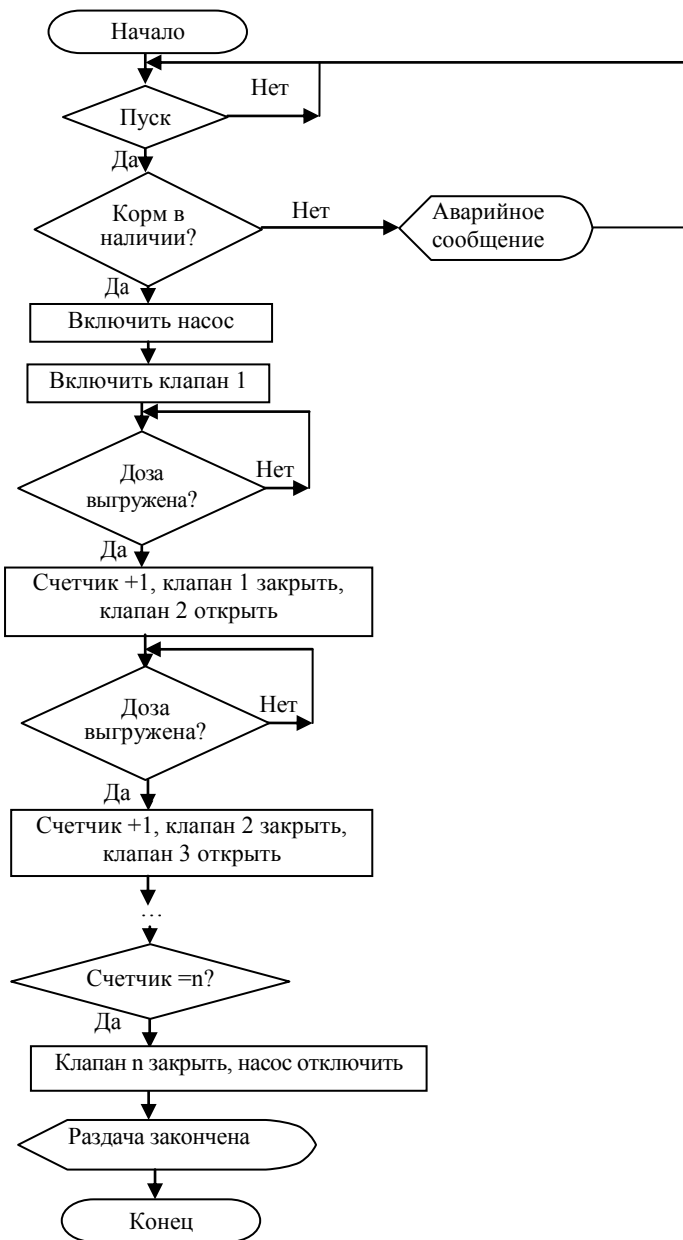 Начало
Нет
Пуск
Да
Корм в
наличии?
Нет
Аварийное
сообщение
Да
Включить насос
Включить клапан 1
Доза
выгружена?
Нет
Да
Счетчик +1, клапан 1 закрыть,
клапан 2 открыть
Доза
выгружена?
Нет
Да
Счетчик +1, клапан 2 закрыть,
клапан 3 открыть
…
Счетчик =n?
Да
Клапан n закрыть, насос отключить
Раздача закончена
Конец